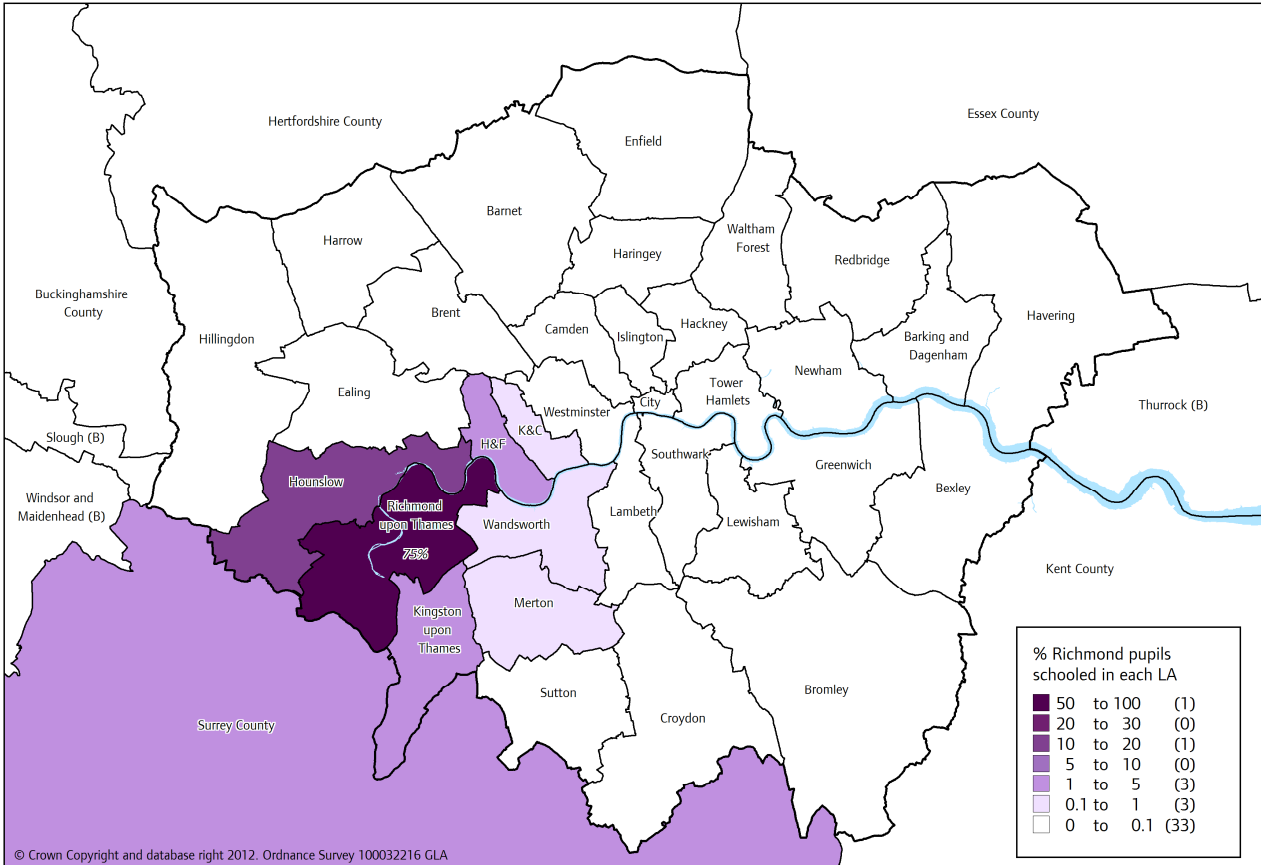 Hertfordshire County
Essex County
Enfield
Barnet
Harrow
Waltham
Forest
Haringey
Redbridge
Buckinghamshire
County
Brent
Hillingdon
Camden
Islington
Hackney
Havering
Barking and
Dagenham
Newham
Ealing
Tower
Hamlets
Westminster
City
Thurrock (B)
K&C
H&F
Slough (B)
Southwark
Greenwich
Hounslow
Bexley
Windsor and
Maidenhead (B)
Richmond
upon Thames
75%
Wandsworth
Lambeth
Lewisham
Kent County
Merton
Kingston
upon
Thames
Sutton
Croydon
Bromley
Surrey County
% Richmond pupils
schooled in each LA
50 to 100 (1)
20 to 30 (0)
10 to 20 (1)
5 to 10 (0)
1 to 5 (3)
0.1 to 1 (3)
0 to 0.1 (33)
© Crown Copyright and database right 2012. Ordnance Survey 100032216 GLA